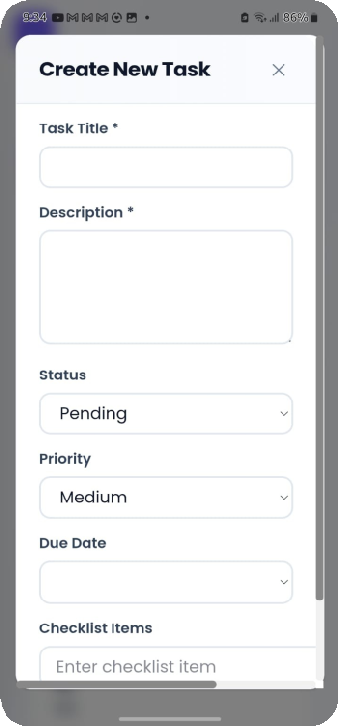 9:34 86%
Create New Task
Task Title *
Description *
Status
Pending
Priority
Medium
Due Date
Checklist Items
Enter checklist item